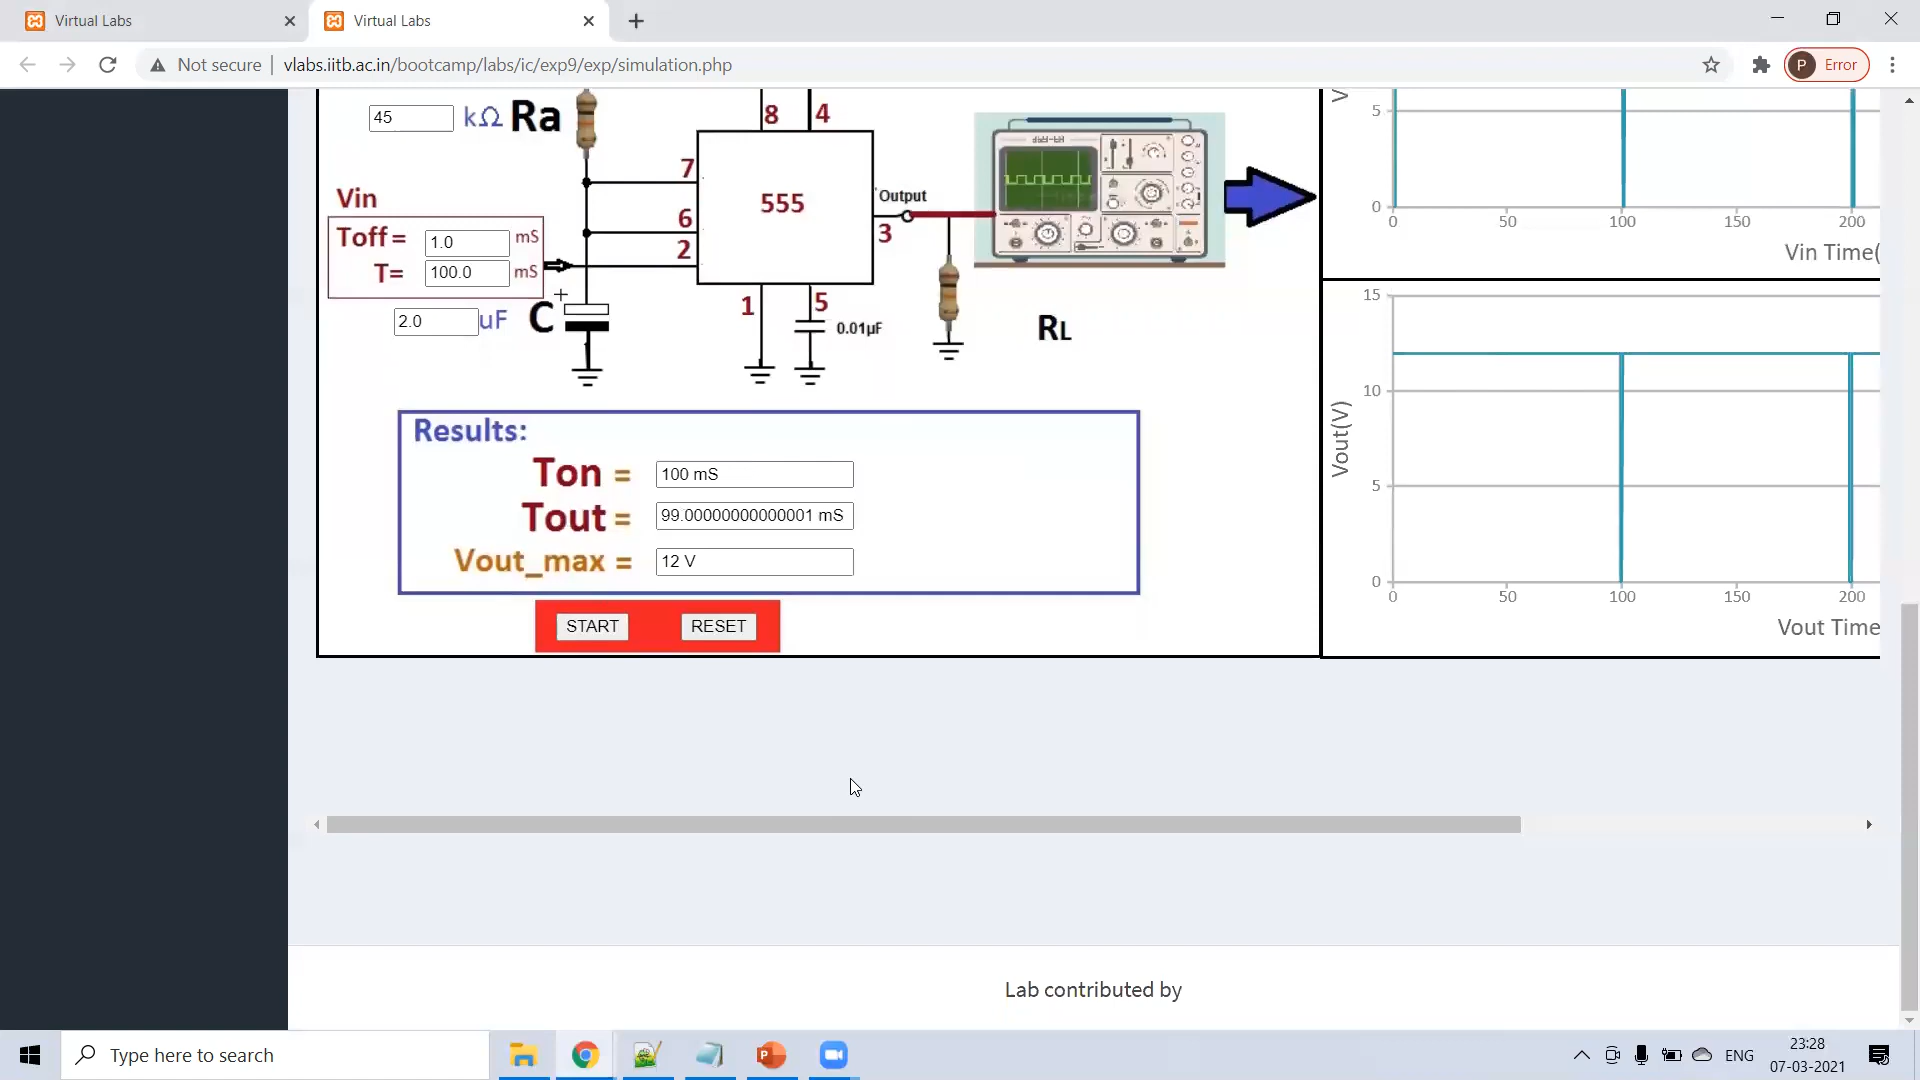 Virtual Labs
Virtual Labs
Not secure
vlabs.iitb.ac.in/bootcamp/labs/ic/exp9/exp/simulation.php
P Error
45 kΩ Ra
8 4
7
Vin
Toff = 1.0 mS
T= 100.0 mS
6
2
555
Output
3
+
2.0 uF C
1
5
0.01µF
RL
5
0
0 50 100 150 200
Vin Time(
15
10
5
0
Vout(V)
0 50 100 150 200
Vout Time
Results:
Ton = 100 mS
Tout = 99.00000000000001 mS
Vout_max = 12 V
START RESET
Lab contributed by
Type here to search
ENG
23:28
07-03-2021